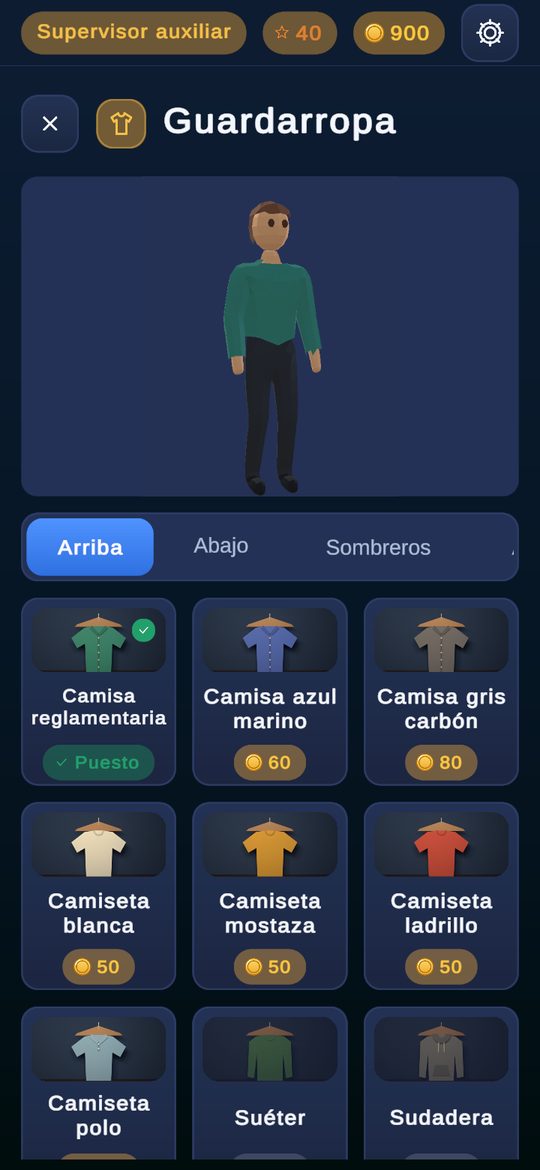 Supervisor auxiliar
40
900
Guardarropa
Arriba
Abajo
Sombreros
Camisa
reglamentaria
Puesto
Camisa azul
marino
60
Camisa gris
carbón
80
Camiseta
blanca
50
Camiseta
mostaza
50
Camiseta
ladrillo
50
Camiseta
polo
Suéter
Sudadera